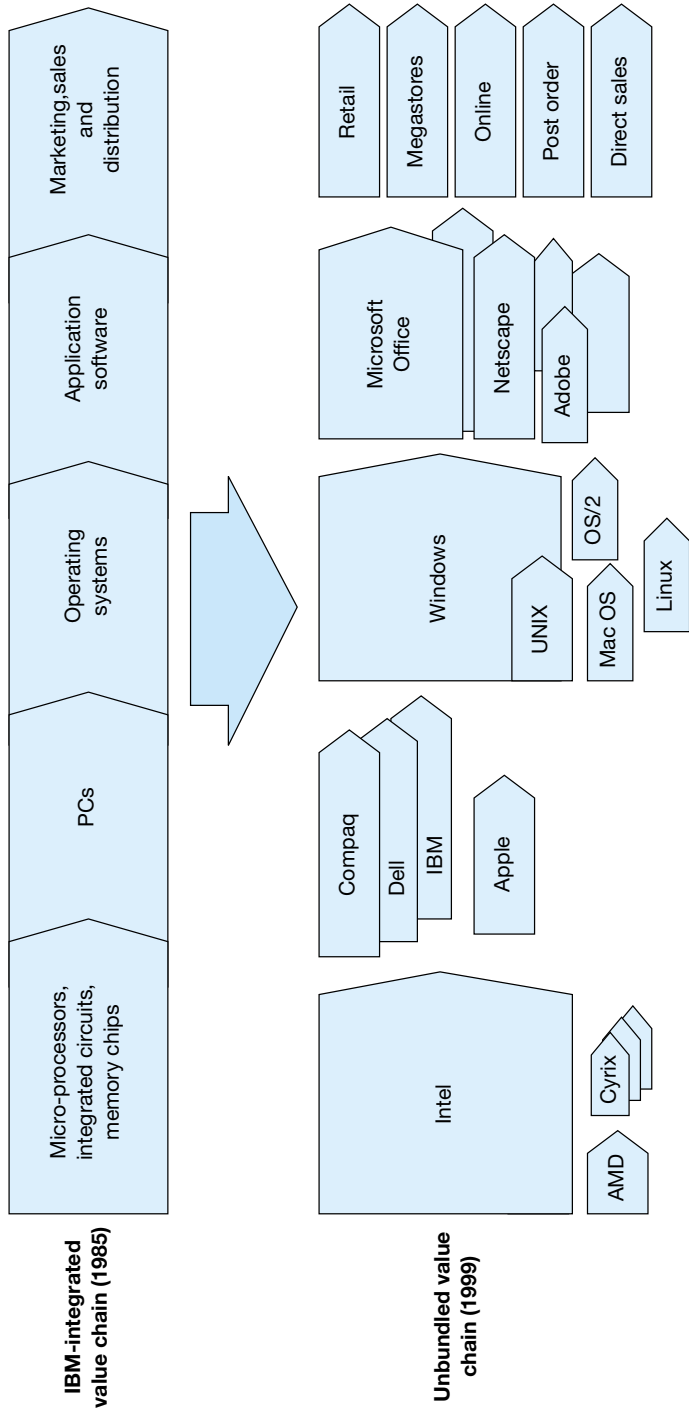 IBM-integrated
value chain (1985)
Micro-processors,
integrated circuits,
memory chips
PCs
Operating
systems
Application
software
Marketing,sales
and
distribution
Unbundled value
chain (1999)
Intel
AMD
Cyrix
Compaq
Dell
IBM
Apple
Windows
UNIX
Mac OS
OS/2
Linux
Microsoft
Office
Netscape
Adobe
Retail
Megastores
Online
Post order
Direct sales